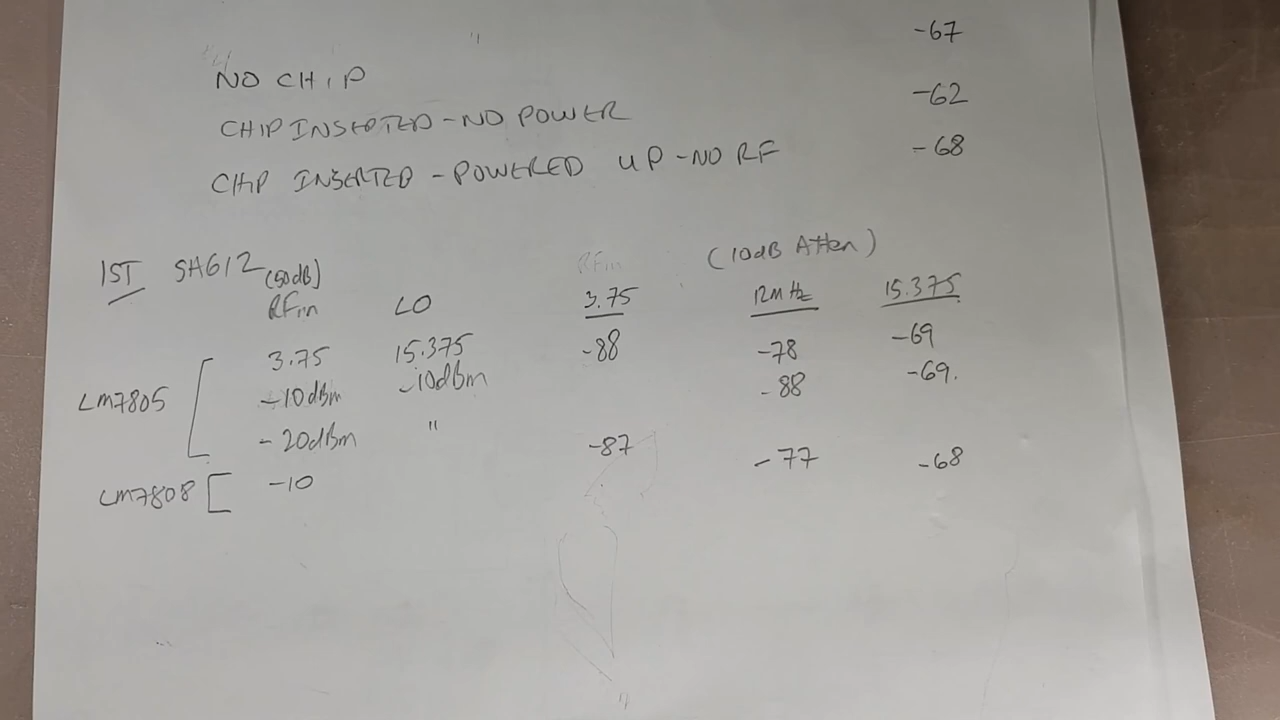 " -67
NO CHIP
CHIP INSERTED - NO POWER -62
CHIP INSERTED - POWERED UP - NO RF -68
1ST SA612 (50dB) RFin (10dB Atten)
RFin LO 3.75 12MHz 15.375
3.75 15.375 -88 -78 -69
LM7805 -10dBm -10dBm -88 -69.
-20dBm " -87 -77 -68
LM7808 -10
"